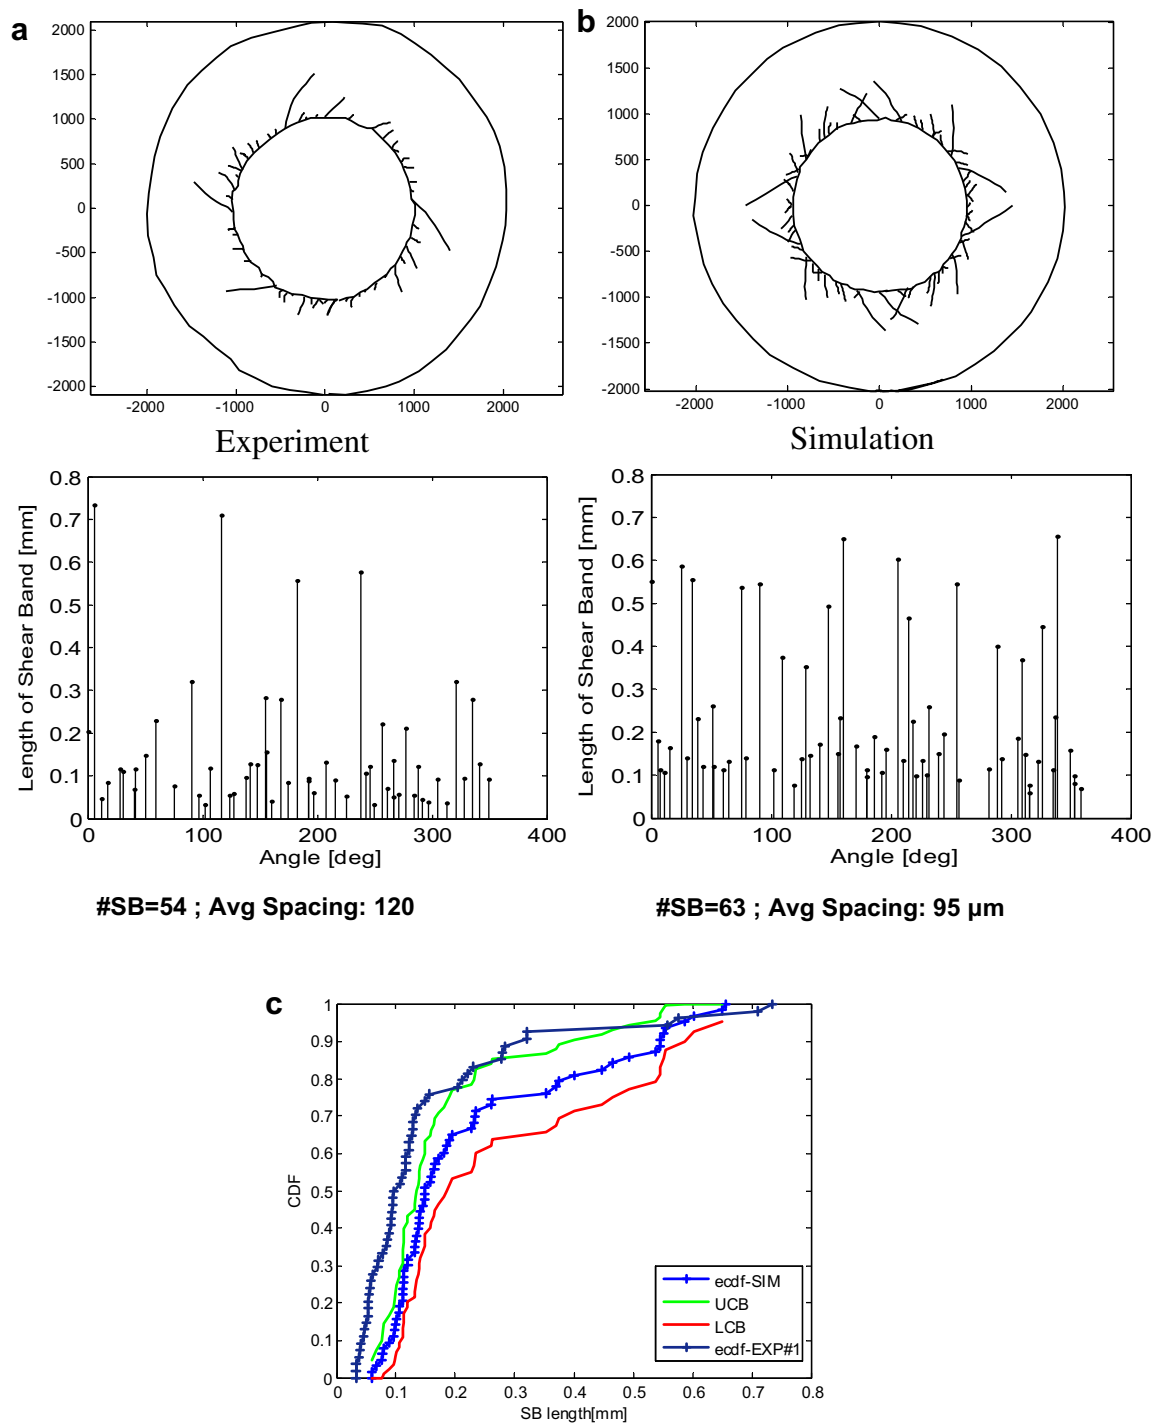 a
2000
1500
1000
500
0
-500
-1000
-1500
-2000
-2000 -1000 0 1000 2000
Experiment
b
2000
1500
1000
500
0
-500
-1000
-1500
-2000
-2000 -1000 0 1000 2000
Simulation
Length of Shear Band [mm]
0.8
0.7
0.6
0.5
0.4
0.3
0.2
0.1
0
0 100 200 300 400
Angle [deg]
#SB=54 ; Avg Spacing: 120
Length of Shear Band [mm]
0.8
0.7
0.6
0.5
0.4
0.3
0.2
0.1
0
0 100 200 300 400
Angle [deg]
#SB=63 ; Avg Spacing: 95 µm
c
CDF
1
0.9
0.8
0.7
0.6
0.5
0.4
0.3
0.2
0.1
0
0 0.1 0.2 0.3 0.4 0.5 0.6 0.7 0.8
SB length[mm]
ecdf-SIM
UCB
LCB
ecdf-EXP#1